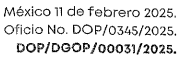 México 11 de febrero 2025.
Oficio No. DOP/0345/2025.
DOP/DGOP/00031/2025.